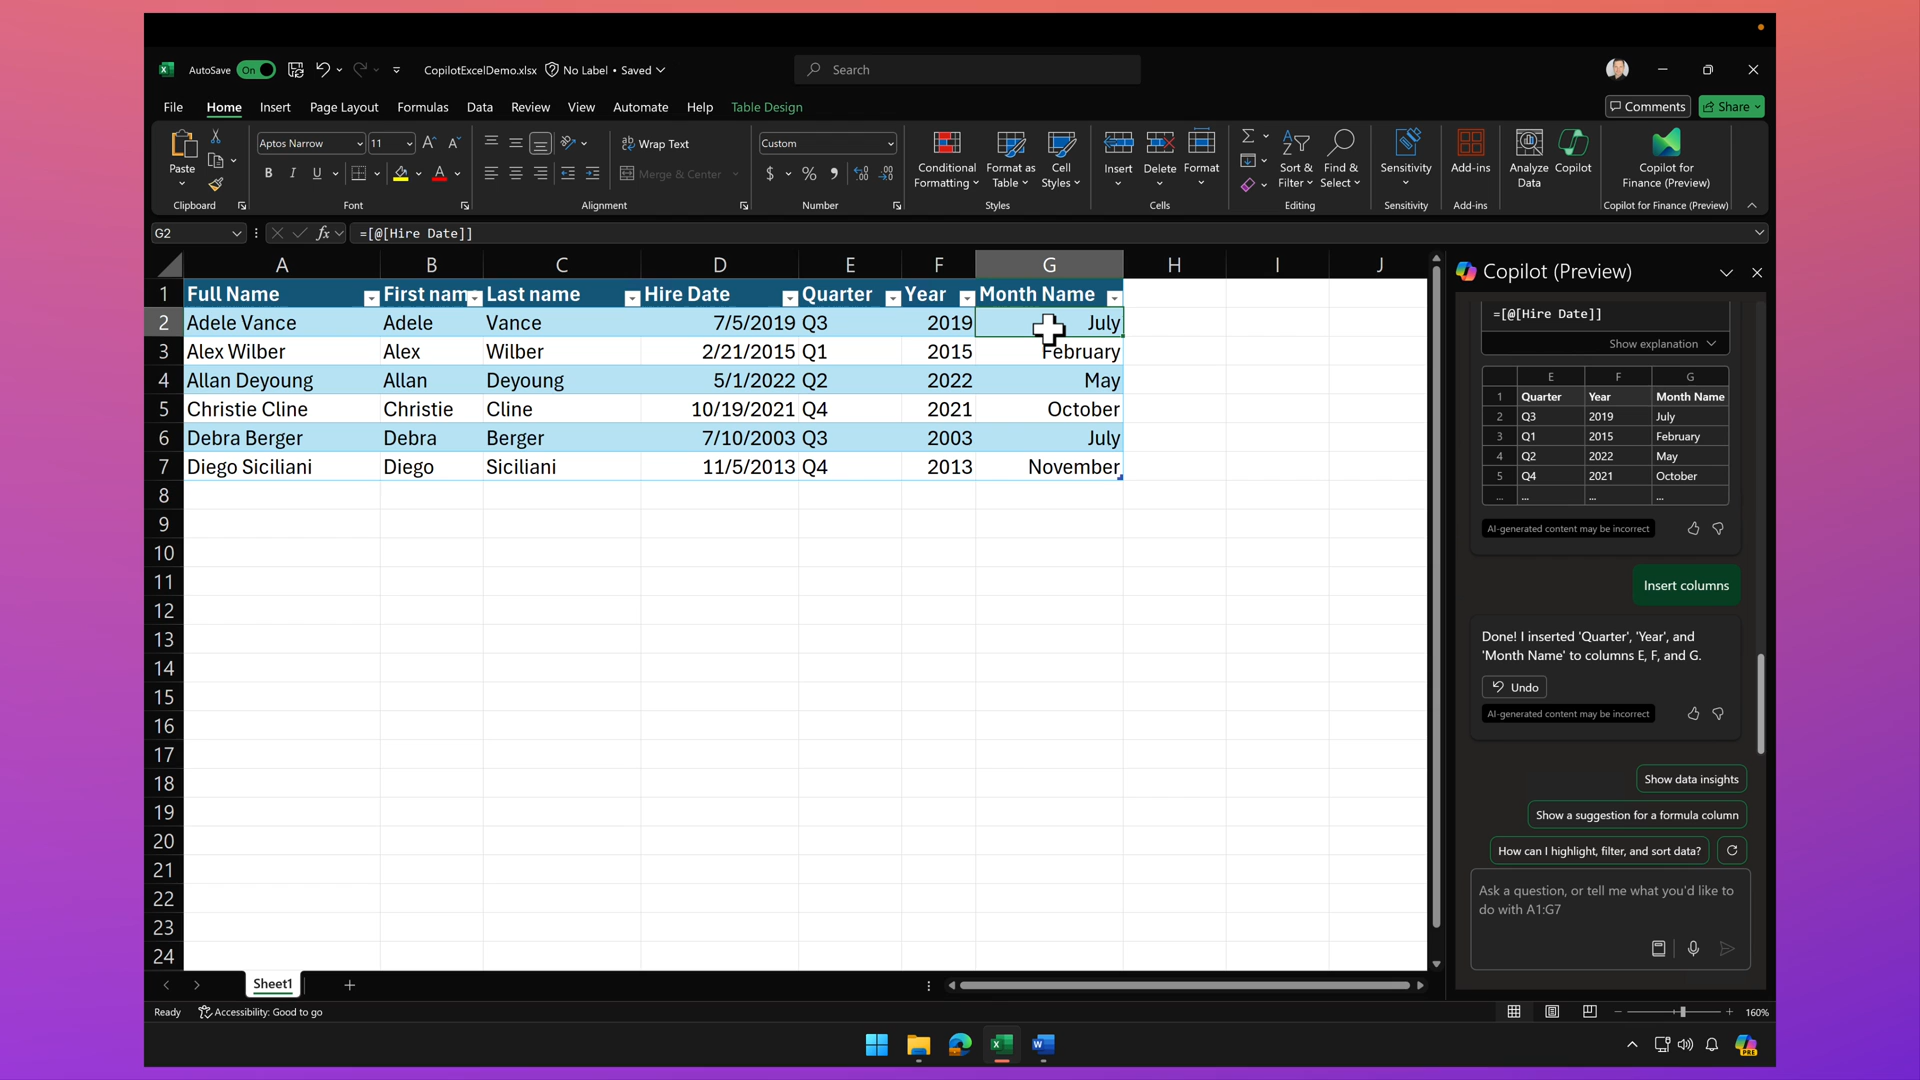 AutoSave On CopilotExcelDemo.xlsx No Label • Saved Search
File Home Insert Page Layout Formulas Data Review View Automate Help Table Design Comments Share
Paste
Clipboard
Aptos Narrow 11
B I U A
Font
ab Wrap Text
Merge & Center
Alignment
Custom
$ % ,
Number
Conditional Formatting
Format as Table
Cell Styles
Styles
Insert Delete Format
Cells
Sort & Filter
Find & Select
Editing
Sensitivity
Sensitivity
Add-ins
Add-ins
Analyze Data
Copilot
Copilot for Finance (Preview)
Copilot for Finance (Preview)
G2 fx =[@[Hire Date]]
A B C D E F G H I J
1 Full Name First nam Last name Hire Date Quarter Year Month Name
2 Adele Vance Adele Vance 7/5/2019 Q3 2019 July
3 Alex Wilber Alex Wilber 2/21/2015 Q1 2015 February
4 Allan Deyoung Allan Deyoung 5/1/2022 Q2 2022 May
5 Christie Cline Christie Cline 10/19/2021 Q4 2021 October
6 Debra Berger Debra Berger 7/10/2003 Q3 2003 July
7 Diego Siciliani Diego Siciliani 11/5/2013 Q4 2013 November
8
9
10
11
12
13
14
15
16
17
18
19
20
21
22
23
24
Sheet1
Ready Accessibility: Good to go 160%
Copilot (Preview)
=[@[Hire Date]]
Show explanation
E F G
1 Quarter Year Month Name
2 Q3 2019 July
3 Q1 2015 February
4 Q2 2022 May
5 Q4 2021 October
... ... ... ...
AI-generated content may be incorrect
Insert columns
Done! I inserted 'Quarter', 'Year', and
'Month Name' to columns E, F, and G.
Undo
AI-generated content may be incorrect
Show data insights
Show a suggestion for a formula column
How can I highlight, filter, and sort data?
Ask a question, or tell me what you'd like to
do with A1:G7
PRE